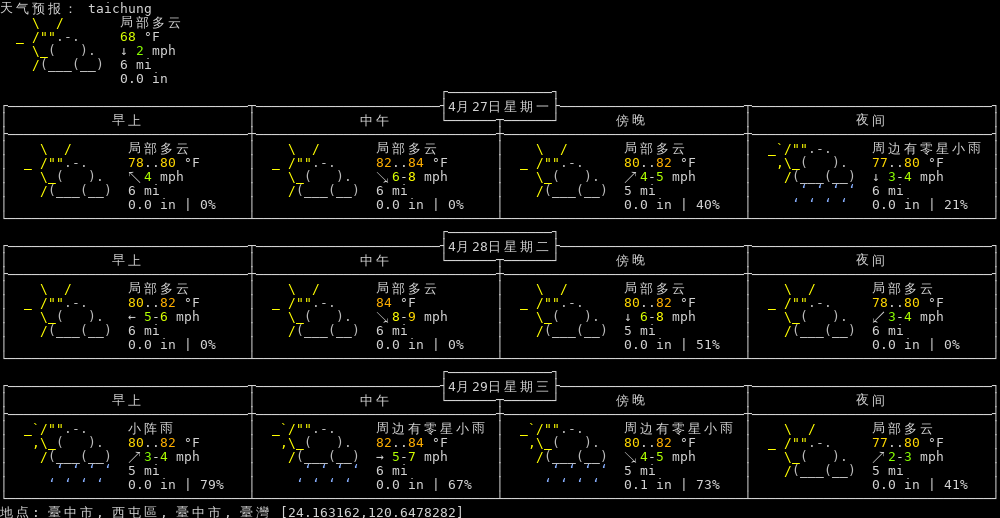 天气预报： taichung
局部多云
68 °F
↓ 2 mph
6 mi
0.0 in
4月27日星期一
早上 中午 傍晚 夜间
局部多云 局部多云 局部多云 周边有零星小雨
78..80 °F 82..84 °F 80..82 °F 77..80 °F
↖ 4 mph ↘ 6-8 mph ↗ 4-5 mph ↓ 3-4 mph
6 mi 6 mi 5 mi 6 mi
0.0 in | 0% 0.0 in | 0% 0.0 in | 40% 0.0 in | 21%
4月28日星期二
早上 中午 傍晚 夜间
局部多云 局部多云 局部多云 局部多云
80..82 °F 84 °F 80..82 °F 78..80 °F
← 5-6 mph ↘ 8-9 mph ↓ 6-8 mph ↙ 3-4 mph
6 mi 6 mi 5 mi 6 mi
0.0 in | 0% 0.0 in | 0% 0.0 in | 51% 0.0 in | 0%
4月29日星期三
早上 中午 傍晚 夜间
小阵雨 周边有零星小雨 周边有零星小雨 局部多云
80..82 °F 82..84 °F 80..82 °F 77..80 °F
↗ 3-4 mph → 5-7 mph ↘ 4-5 mph ↗ 2-3 mph
5 mi 6 mi 5 mi 5 mi
0.0 in | 79% 0.0 in | 67% 0.1 in | 73% 0.0 in | 41%
地点: 臺中市, 西屯區, 臺中市, 臺灣 [24.163162,120.6478282]